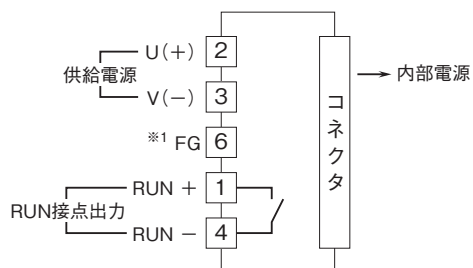 U(+) 2
供給電源
V(−) 3
※1 FG 6
RUN + 1
RUN接点出力
RUN − 4
コネクタ
内部電源